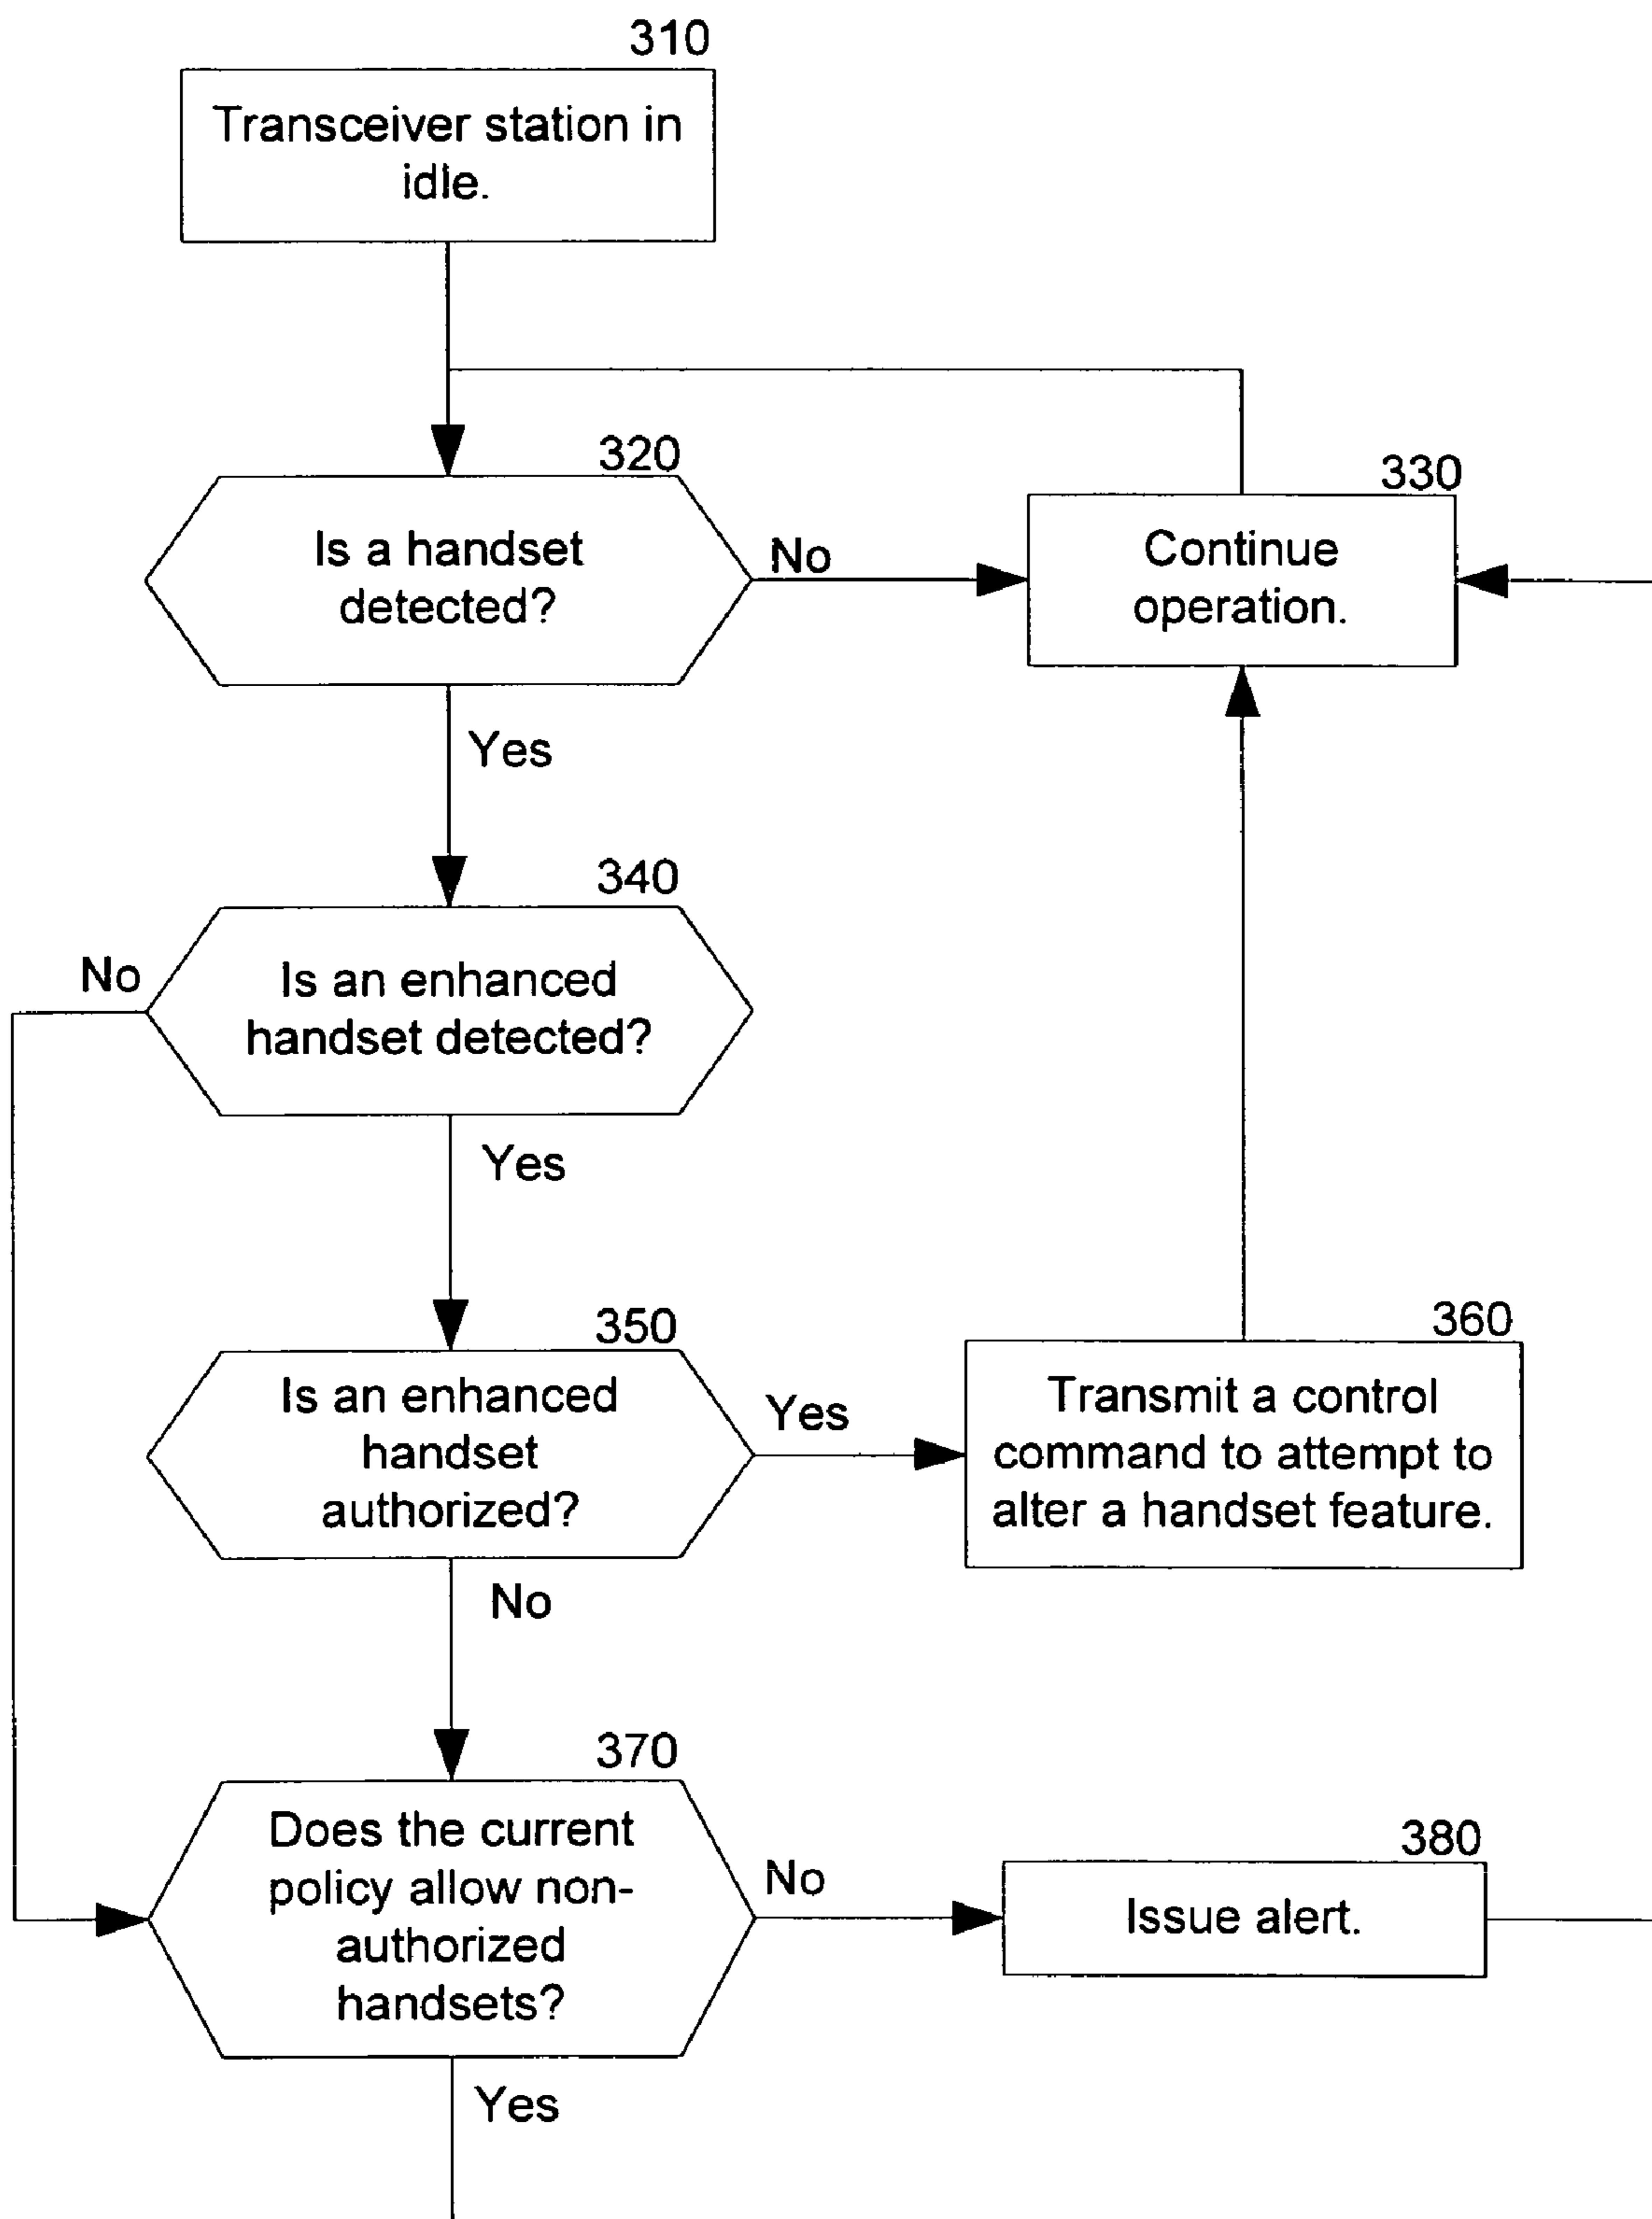 310
Transceiver station in
idle.
320
Is a handset
detected?
No
330
Continue
operation.
Yes
340
No
Is an enhanced
handset detected?
Yes
350
Is an enhanced
handset
authorized?
Yes
360
Transmit a control
command to attempt to
alter a handset feature.
No
370
Does the current
policy allow non-
authorized
handsets?
No
380
Issue alert.
Yes